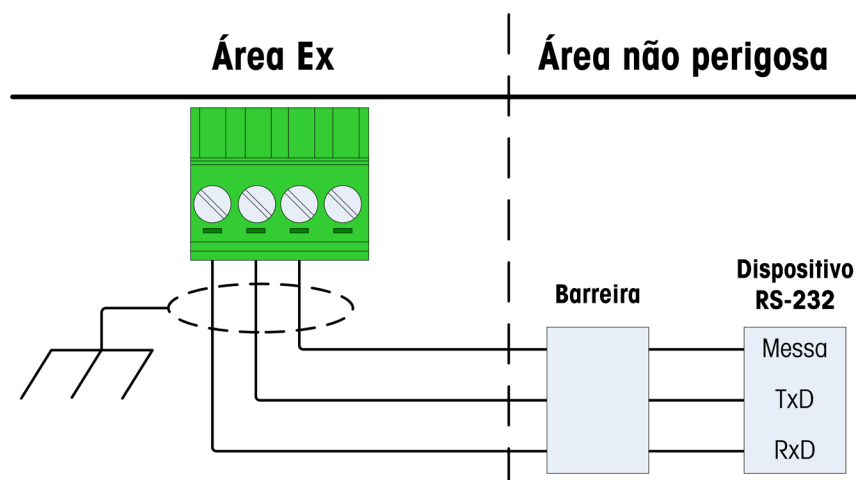 Área Ex
Área não perigosa
Barreira
Dispositivo
RS-232
Messa
TxD
RxD